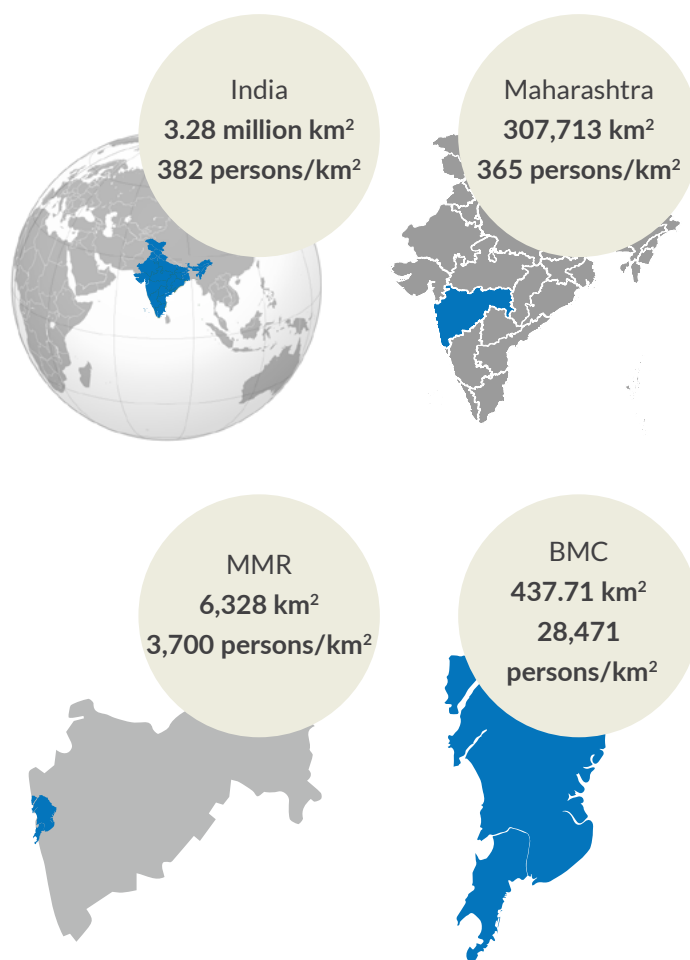 India
3.28 million km²
382 persons/km²
Maharashtra
307,713 km²
365 persons/km²
MMR
6,328 km²
3,700 persons/km²
BMC
437.71 km²
28,471
persons/km²